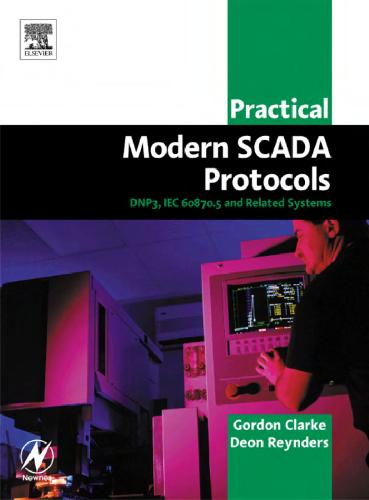 ELSEVIER
Practical
Modern SCADA
Protocols
DNP3, IEC 60870.5 and Related Systems
Gordon Clarke
Deon Reynders
Newnes